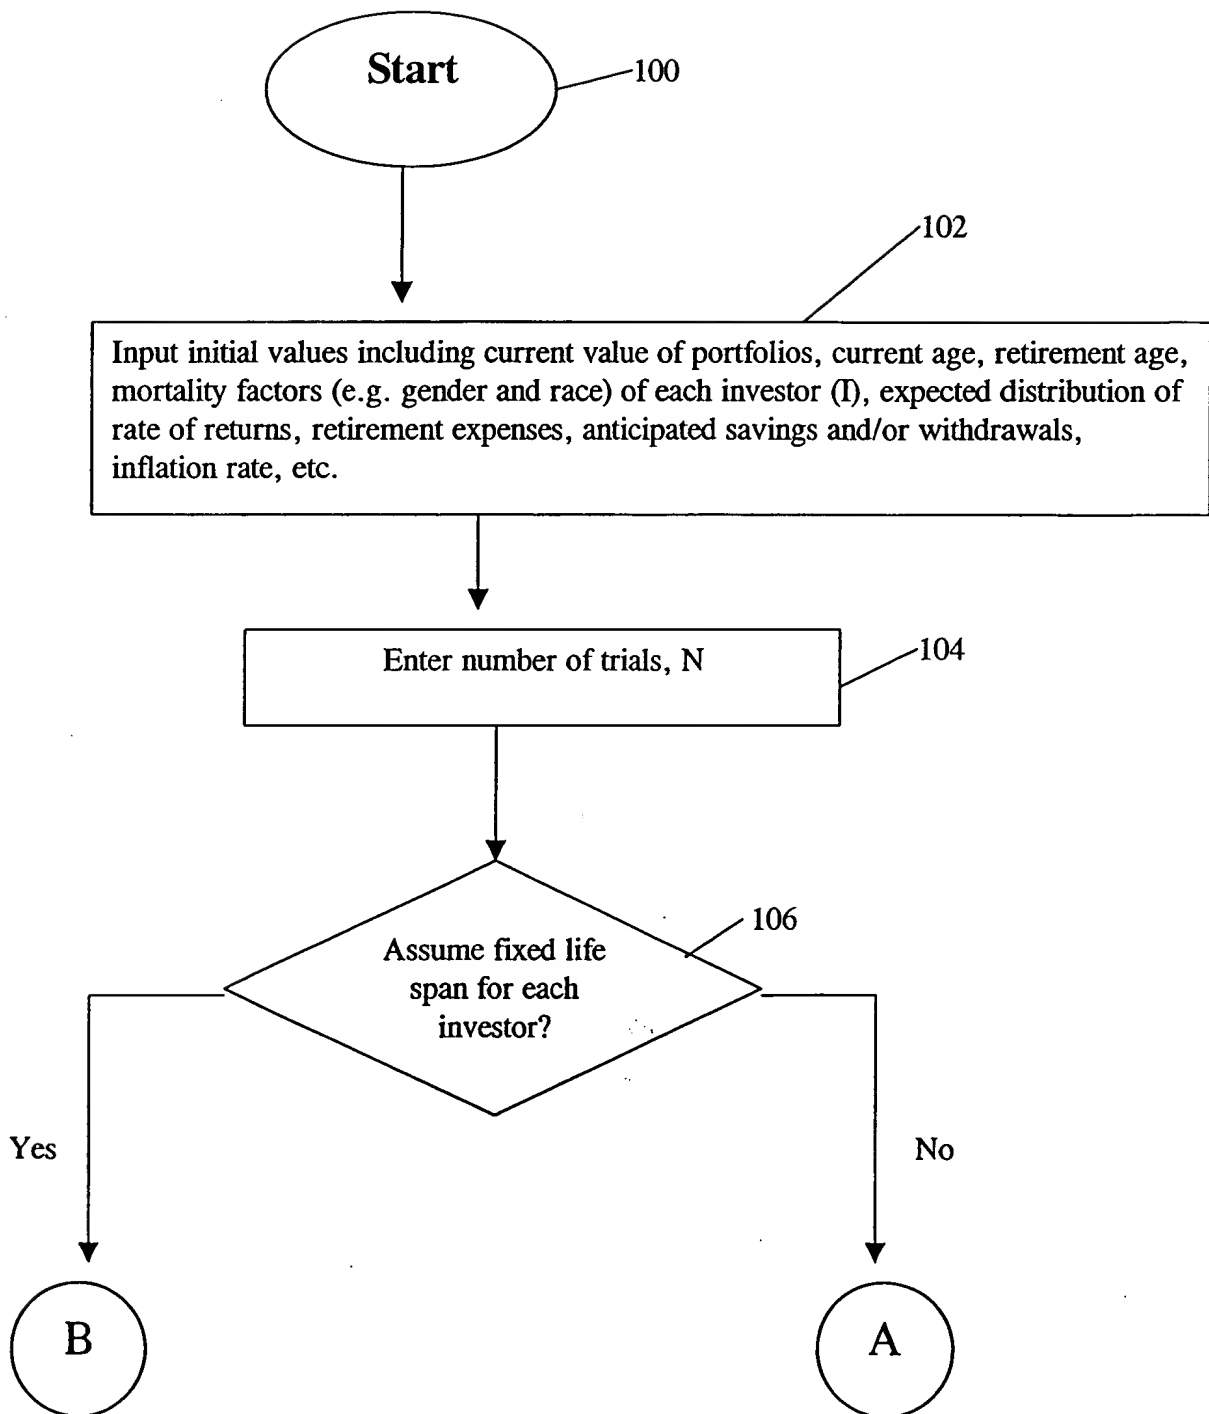 Start
100
102
Input initial values including current value of portfolios, current age, retirement age,
mortality factors (e.g. gender and race) of each investor (I), expected distribution of
rate of returns, retirement expenses, anticipated savings and/or withdrawals,
inflation rate, etc.
Enter number of trials, N
104
106
Assume fixed life
span for each
investor?
Yes
No
B
A